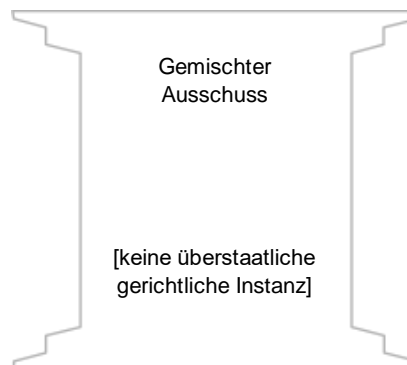 Gemischter
Ausschuss
[keine überstaatliche
gerichtliche Instanz]